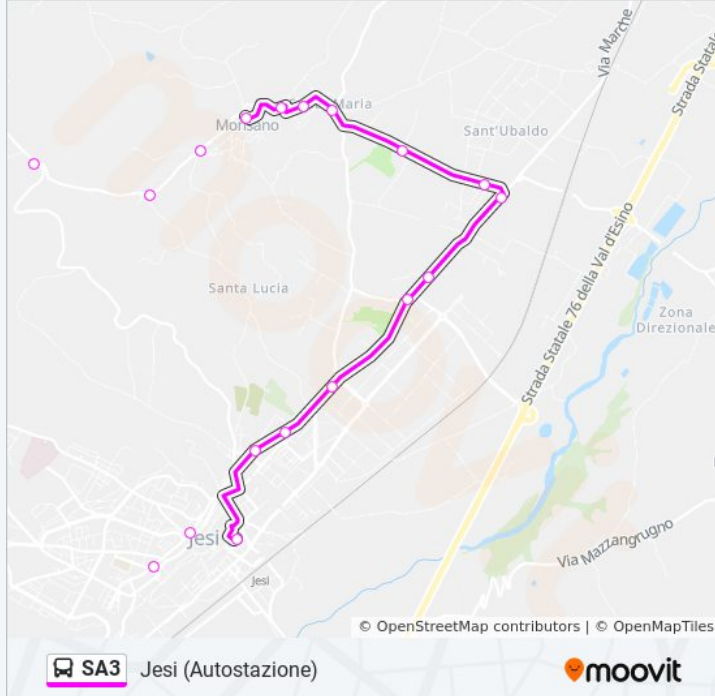 Via Marche
Strada Statale
Maria
Monsano
Sant'Ubaldo
Strada Statale 76 della Val d'Esino
Santa Lucia
Zona
Direzionale
Jesi
Jesi
Via Mazzangrugno
© OpenStreetMap contributors | © OpenMapTiles
SA3 Jesi (Autostazione)
moovit
moovit